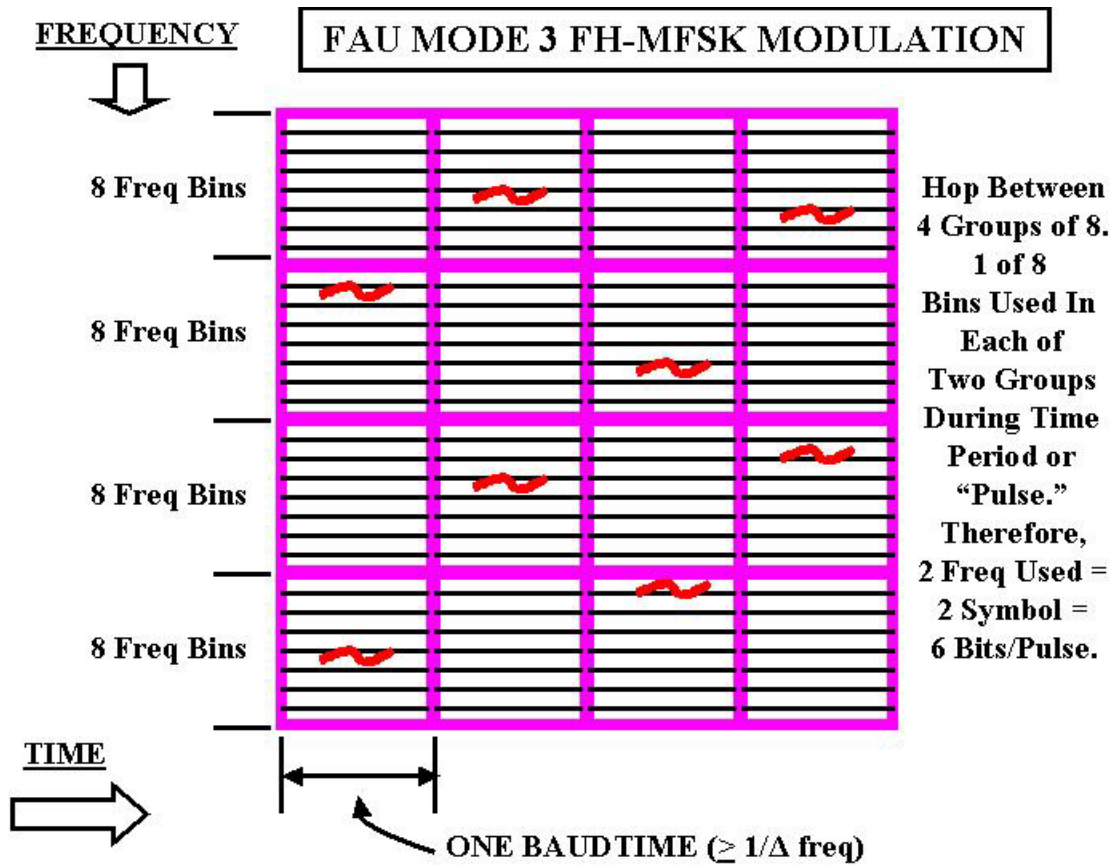 FREQUENCY
FAU MODE 3 FH-MFSK MODULATION
8 Freq Bins
8 Freq Bins
8 Freq Bins
8 Freq Bins
Hop Between
4 Groups of 8.
1 of 8
Bins Used In
Each of
Two Groups
During Time
Period or
“Pulse.”
Therefore,
2 Freq Used =
2 Symbol =
6 Bits/Pulse.
TIME
ONE BAUDTIME (≥ 1/Δ freq)